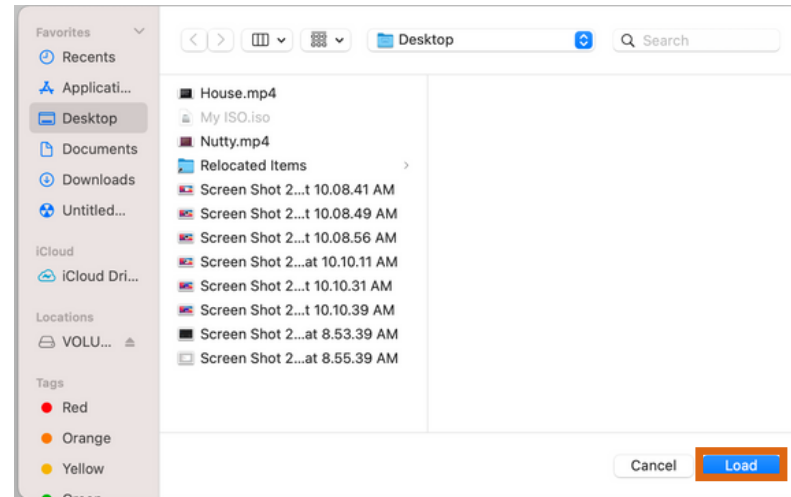 Favorites
Recents
Applicati...
Desktop
Documents
Downloads
Untitled...
iCloud
iCloud Dri...
Locations
VOLU...
Tags
Red
Orange
Yellow
Green
Desktop
Search
House.mp4
My ISO.iso
Nutty.mp4
Relocated Items
Screen Shot 2...t 10.08.41 AM
Screen Shot 2...t 10.08.49 AM
Screen Shot 2...t 10.08.56 AM
Screen Shot 2...at 10.10.11 AM
Screen Shot 2...t 10.10.31 AM
Screen Shot 2...t 10.10.39 AM
Screen Shot 2...at 8.53.39 AM
Screen Shot 2...at 8.55.39 AM
Cancel
Load